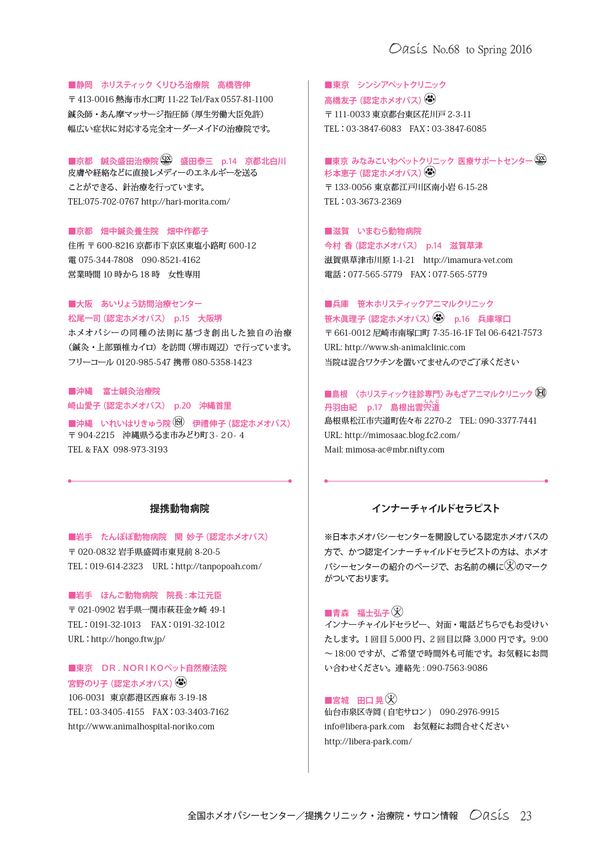 Oasis No.68 to Spring 2016
■静岡 ホリスティック くりひろ治療院 高橋啓伸
〒413-0016 熱海市水口町 11-22 Tel/Fax 0557-81-1100
鍼灸師・あん摩マッサージ指圧師（厚生労働大臣免許）
幅広い症状に対応する完全オーダーメイドの治療院です。
■京都 鍼灸盛田治療院 盛田泰三 p.14 京都北白川
皮膚や経絡などに直接レメディーのエネルギーを送る
ことができる、針治療を行っています。
TEL:075-702-0767 http://hari-morita.com/
■京都 畑中鍼灸養生院 畑中作都子
住所 〒600-8216 京都市下京区東塩小路町 600-12
電 075-344-7808 090-8521-4162
営業時間 10 時から 18 時 女性専用
■大阪 あいりょう訪問治療センター
松尾一司（認定ホメオパス） p.15 大阪堺
ホメオパシーの同種の法則に基づき創出した独自の治療
（鍼灸・上部頸椎カイロ）を訪問（堺市周辺）で行っています。
フリーコール 0120-985-547 携帯 080-5358-1423
■沖縄 富士鍼灸治療院
崎山愛子（認定ホメオパス） p.20 沖縄首里
■沖縄 いれいはりきゅう院 伊禮伸子（認定ホメオパス）
〒904-2215 沖縄県うるま市みどり町 3- 20- 4
TEL & FAX 098-973-3193
提携動物病院
■岩手 たんぽぽ動物病院 関 妙子（認定ホメオパス）
〒020-0832 岩手県盛岡市東見前 8-20-5
TEL：019-614-2323 URL：http://tanpopoah.com/
■岩手 ほんご動物病院 院長：本江元臣
〒021-0902 岩手県一関市萩荘金ヶ崎 49-1
TEL：0191-32-1013 FAX：0191-32-1012
URL：http://hongo.ftw.jp/
■東京 ＤＲ．ＮＯＲＩＫＯペット自然療法院
宮野のり子（認定ホメオパス）
106-0031 東京都港区西麻布 3-19-18
TEL：03-3405-4155 FAX：03-3403-7162
http://www.animalhospital-noriko.com
■東京 シンシアペットクリニック
高橋友子（認定ホメオパス）
〒111-0033 東京都台東区花川戸 2-3-11
TEL：03-3847-6083 FAX：03-3847-6085
■東京 みなみこいわペットクリニック 医療サポートセンター
杉本恵子（認定ホメオパス）
〒133-0056 東京都江戸川区南小岩 6-15-28
TEL：03-3673-2369
■滋賀 いまむら動物病院
今村 香（認定ホメオパス） p.14 滋賀草津
滋賀県草津市川原 1-1-21 http://imamura-vet.com
電話：077-565-5779 FAX：077-565-5779
■兵庫 笹木ホリスティックアニマルクリニック
笹木眞理子（認定ホメオパス） p.16 兵庫塚口
〒661-0012 尼崎市南塚口町 7-35-16-1F Tel 06-6421-7573
URL: http://www.sh-animalclinic.com
当院は混合ワクチンを置いてませんのでご了承ください
■島根 〈ホリスティック往診専門〉みもざアニマルクリニック
丹羽由紀 p.17 島根出雲宍道
島根県松江市宍道町佐々布 2270-2 TEL: 090-3377-7441
URL: http://mimosaac.blog.fc2.com/
Mail: mimosa-ac@mbr.nifty.com
インナーチャイルドセラピスト
※日本ホメオパシーセンターを開設している認定ホメオパスの
方で、かつ認定インナーチャイルドセラピストの方は、ホメオ
パシーセンターの紹介のページで、お名前の横に のマーク
がついております。
■青森 福士弘子
インナーチャイルドセラピー、対面・電話どちらでもお受けい
たします。1 回目 5,000 円、2 回目以降 3,000 円です。9:00
～ 18:00 ですが、ご希望で時間外も可能です。お気軽にお問
い合わせください。連絡先 : 090-7563-9086
■宮城 田口 晃
仙台市泉区寺岡 ( 自宅サロン ) 090-2976-9915
info@libera-park.com お気軽にお問合せください
http://libera-park.com/
全国ホメオパシーセンター／提携クリニック・治療院・サロン情報 Oasis 23